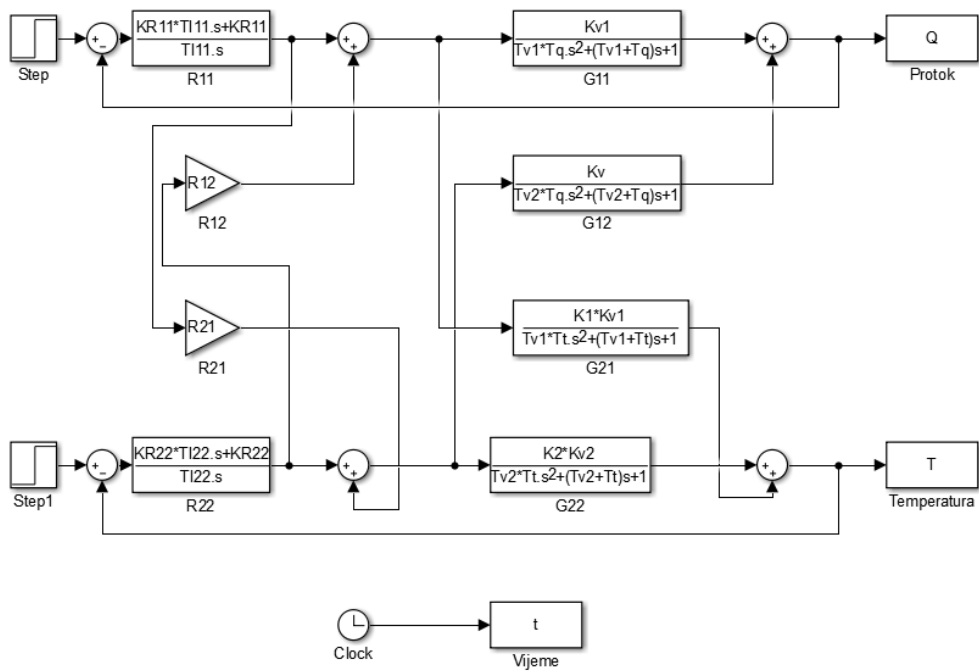 Step
+
−
KR11*TI11.s+KR11
TI11.s
R11
+
+
Kv1
Tv1*Tq.s²+(Tv1+Tq)s+1
G11
+
+
Q
Protok
R12
R12
Kv
Tv2*Tq.s²+(Tv2+Tq)s+1
G12
R21
R21
K1*Kv1
Tv1*Tt.s²+(Tv1+Tt)s+1
G21
Step1
+
−
KR22*TI22.s+KR22
TI22.s
R22
+
+
K2*Kv2
Tv2*Tt.s²+(Tv2+Tt)s+1
G22
+
+
T
Temperatura
Clock
t
Vijeme